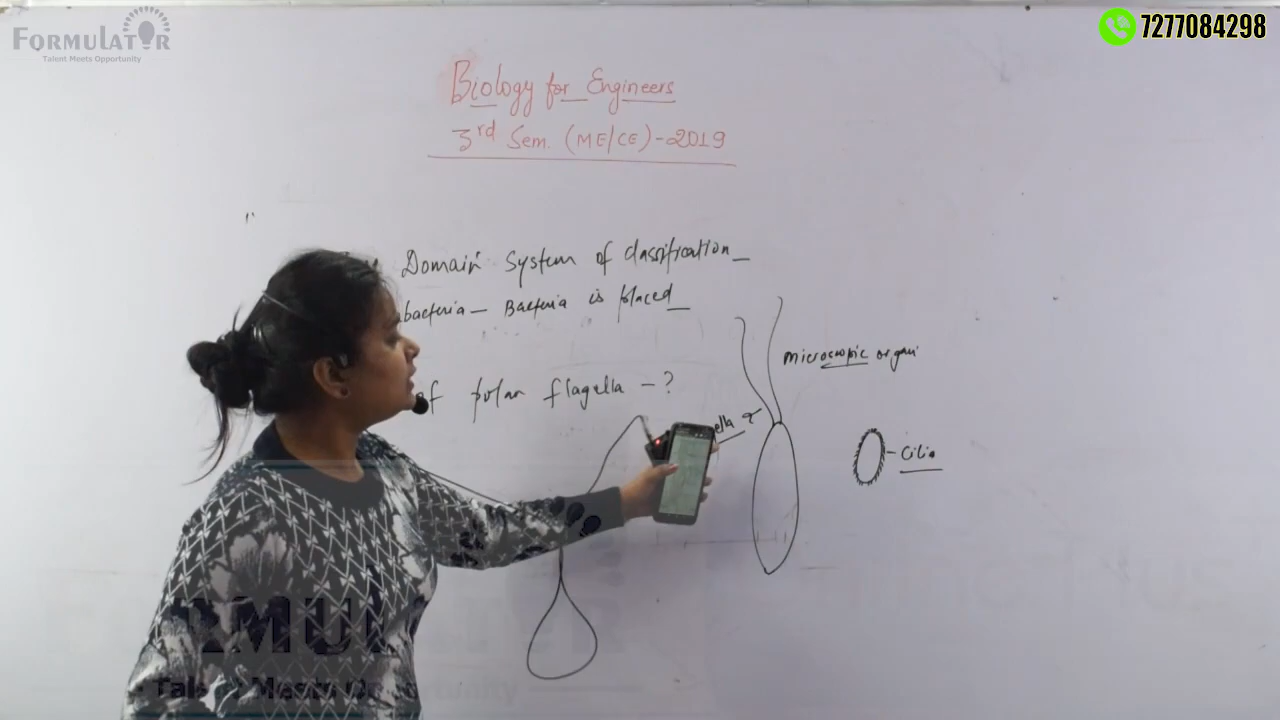 FORMULATOR
Talent Meets Opportunity
7277084298
Biology for Engineers
3rd Sem. (ME/CE)-2019
Domain System of classification
bacteria - Bacteria is placed
of polar flagella - ?
microscopic organi
Cilia